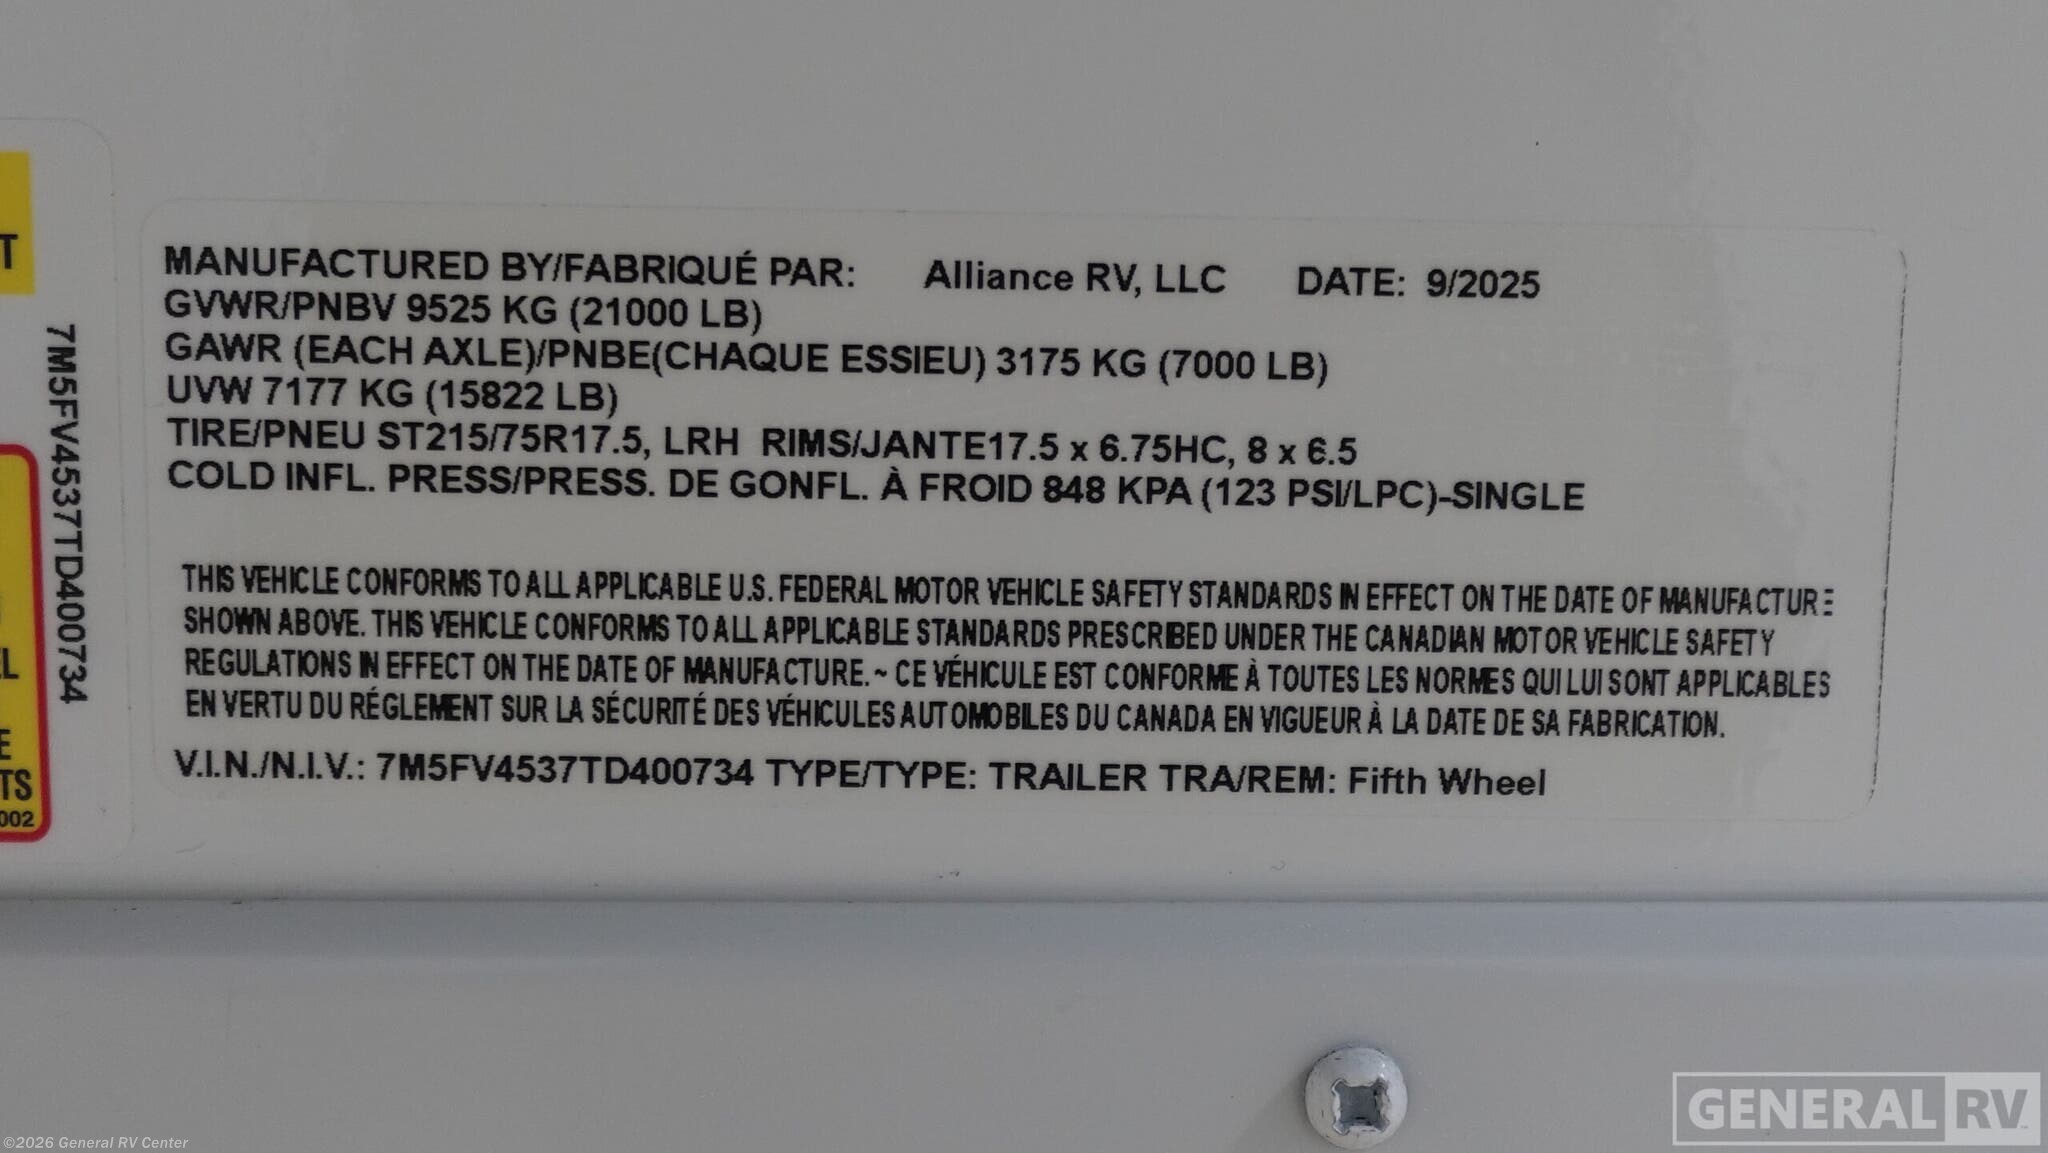 MANUFACTURED BY/FABRIQUÉ PAR: Alliance RV, LLC DATE: 9/2025
GVWR/PNBV 9525 KG (21000 LB)
GAWR (EACH AXLE)/PNBE(CHAQUE ESSIEU) 3175 KG (7000 LB)
UVW 7177 KG (15822 LB)
TIRE/PNEU ST215/75R17.5, LRH RIMS/JANTE17.5 x 6.75HC, 8 x 6.5
COLD INFL. PRESS/PRESS. DE GONFL. À FROID 848 KPA (123 PSI/LPC)-SINGLE
THIS VEHICLE CONFORMS TO ALL APPLICABLE U.S. FEDERAL MOTOR VEHICLE SAFETY STANDARDS IN EFFECT ON THE DATE OF MANUFACTURE
SHOWN ABOVE. THIS VEHICLE CONFORMS TO ALL APPLICABLE STANDARDS PRESCRIBED UNDER THE CANADIAN MOTOR VEHICLE SAFETY
REGULATIONS IN EFFECT ON THE DATE OF MANUFACTURE.~ CE VÉHICULE EST CONFORME À TOUTES LES NORMES QUI LUI SONT APPLICABLES
EN VERTU DU RÉGLEMENT SUR LA SÉCURITÉ DES VÉHICULES AUTOMOBILES DU CANADA EN VIGUEUR À LA DATE DE SA FABRICATION.
V.I.N./N.I.V.: 7M5FV4537TD400734 TYPE/TYPE: TRAILER TRA/REM: Fifth Wheel
7M5FV4537TD400734
T
EL
E
TS
002
GENERAL RV
©2026 General RV Center